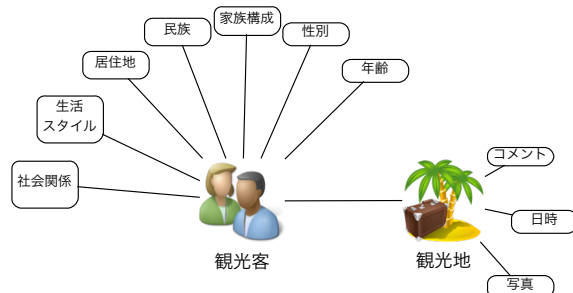 家族構成
民族
性別
居住地
年齢
生活
スタイル
社会関係
コメント
日時
写真
観光客
観光地